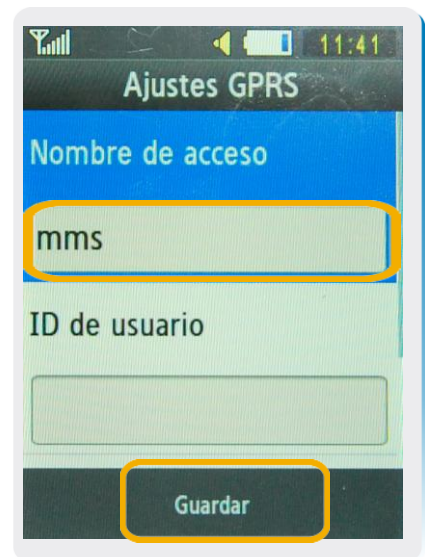 11:41
Ajustes GPRS
Nombre de acceso
mms
ID de usuario
Guardar